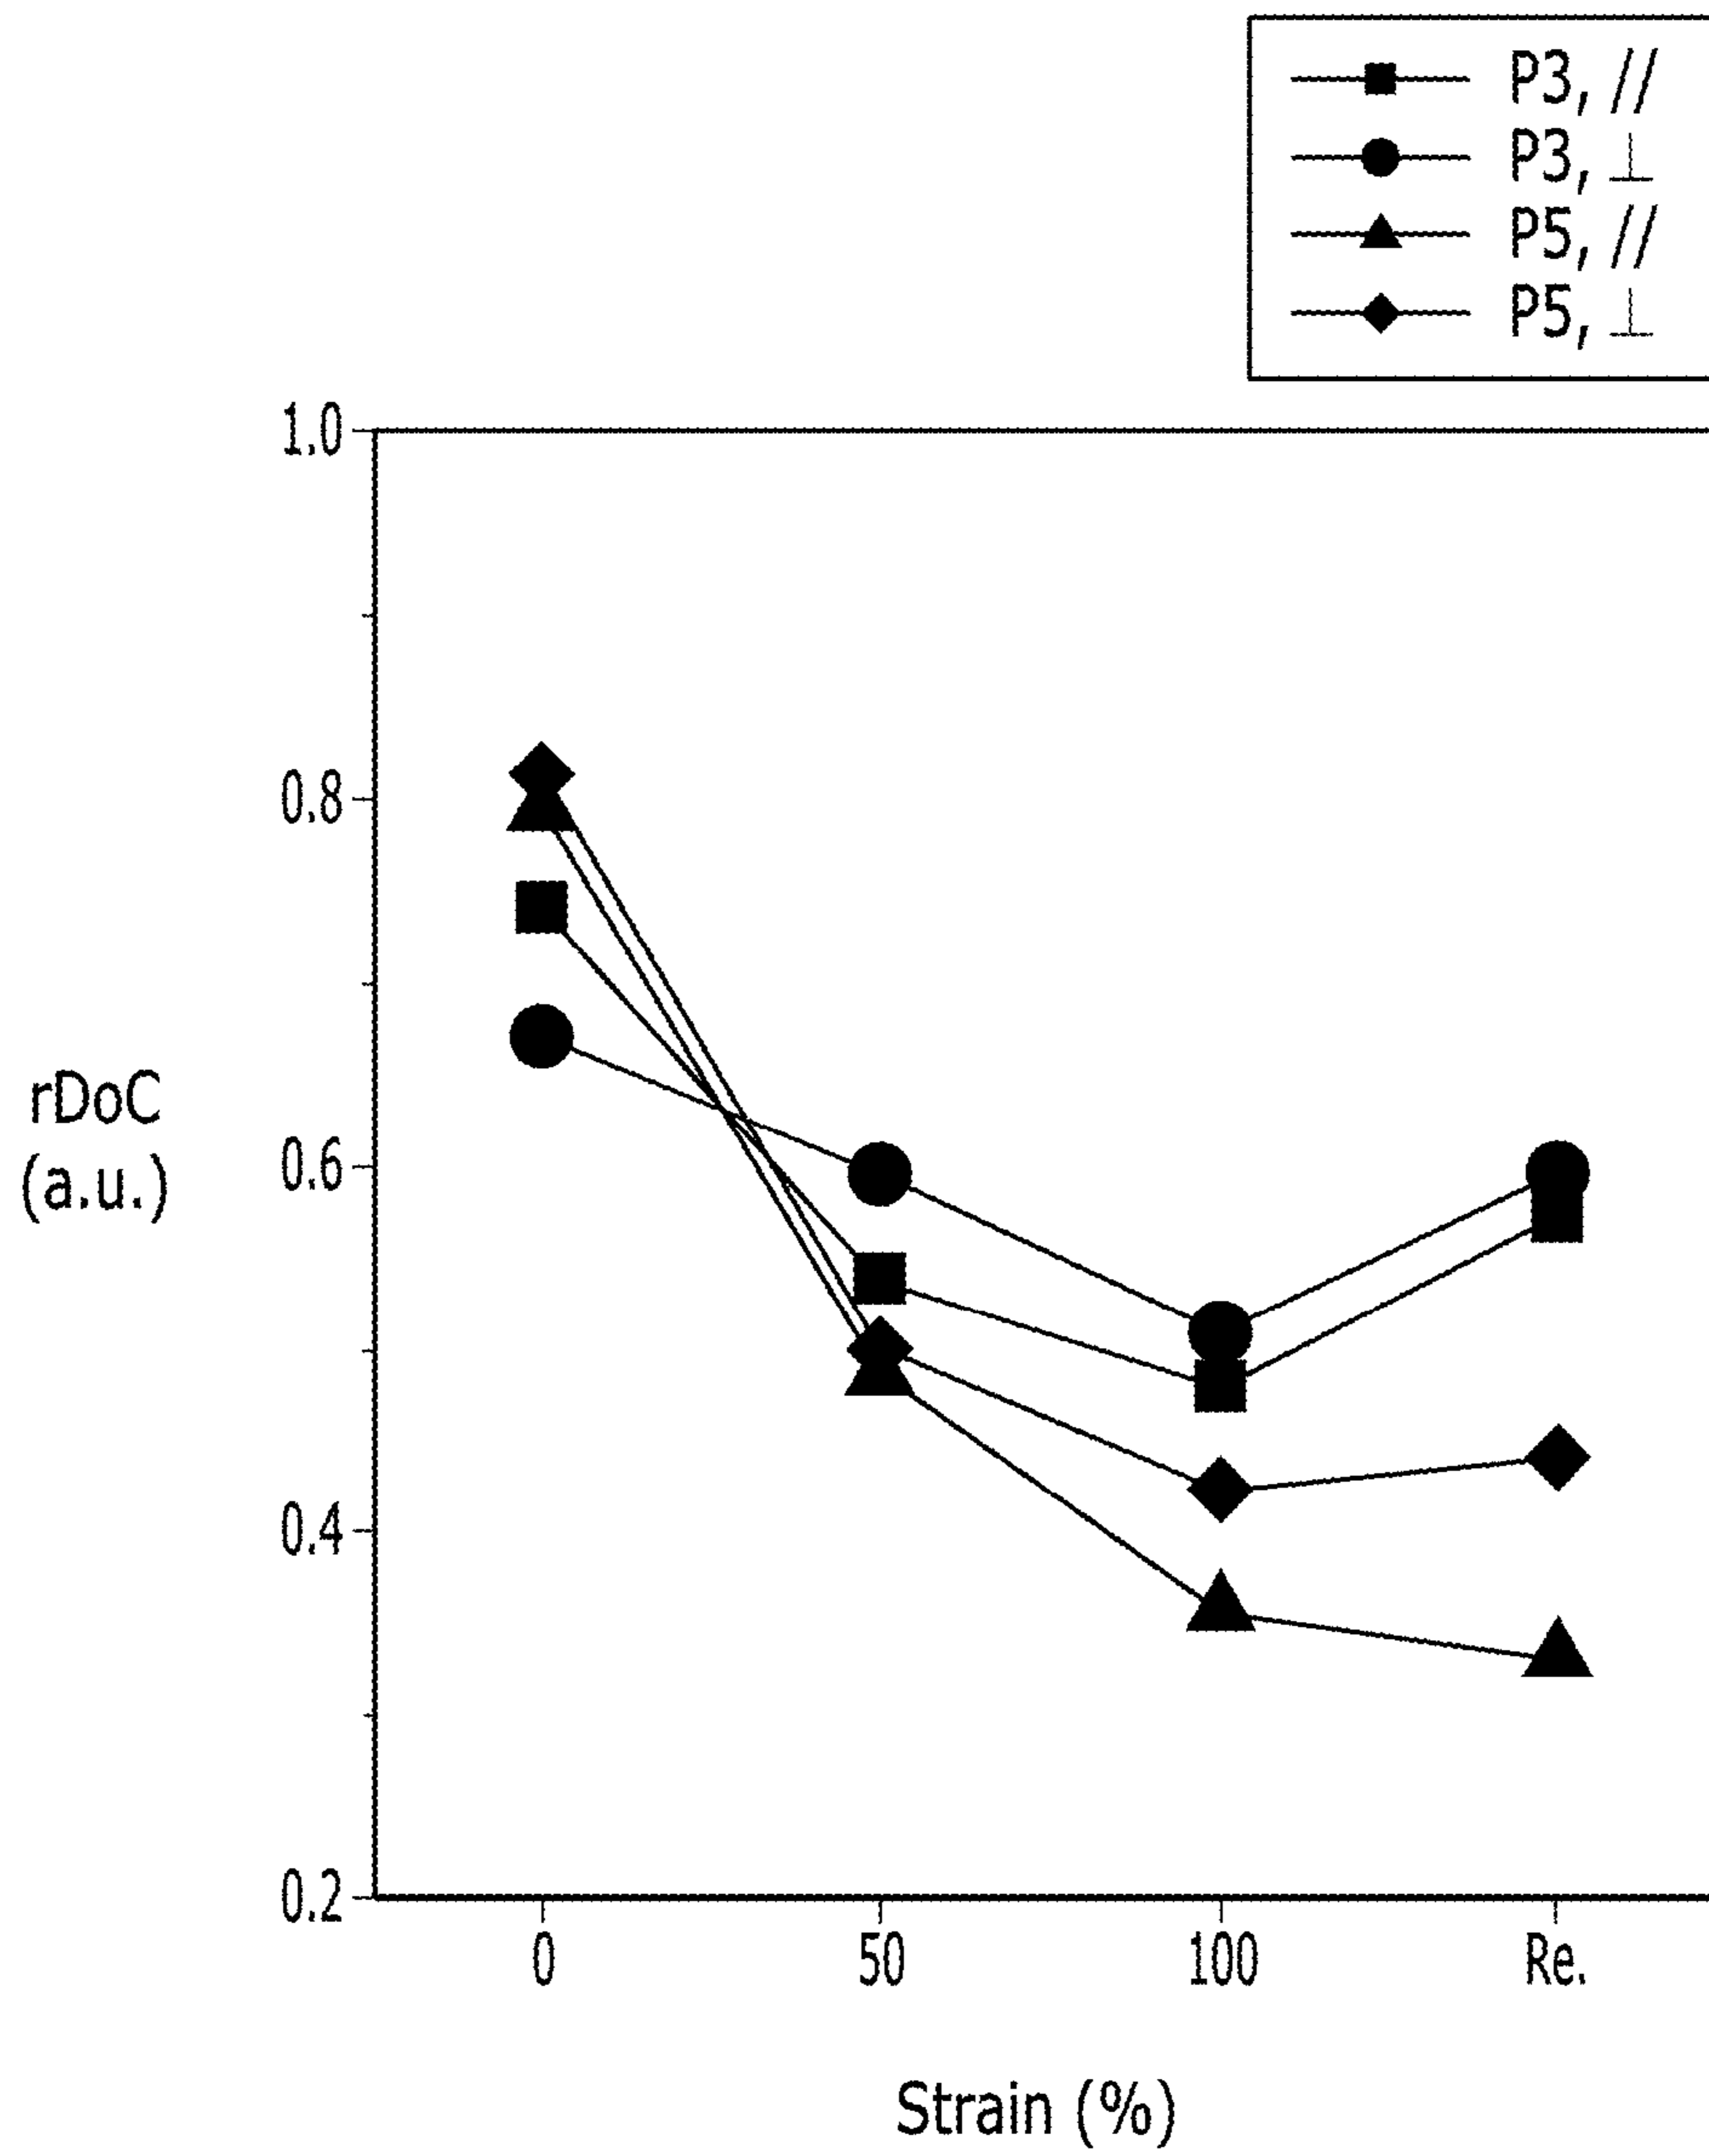 P3, //
P3, ⊥
P5, //
P5, ⊥
1.0
0.8
0.6
0.4
0.2
rDoC
(a.u.)
0 50 100 Re.
Strain (%)